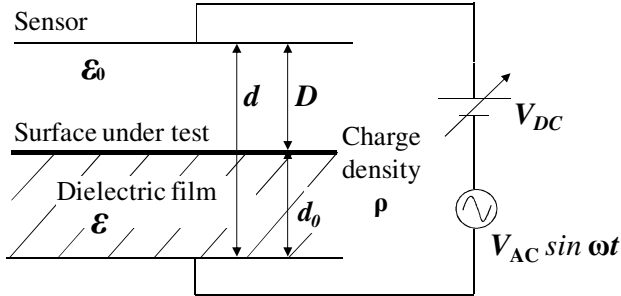 Sensor
ε₀
d
D
Surface under test
Charge
density
ρ
V_DC
Dielectric film
ε
d₀
V_AC sin ωt